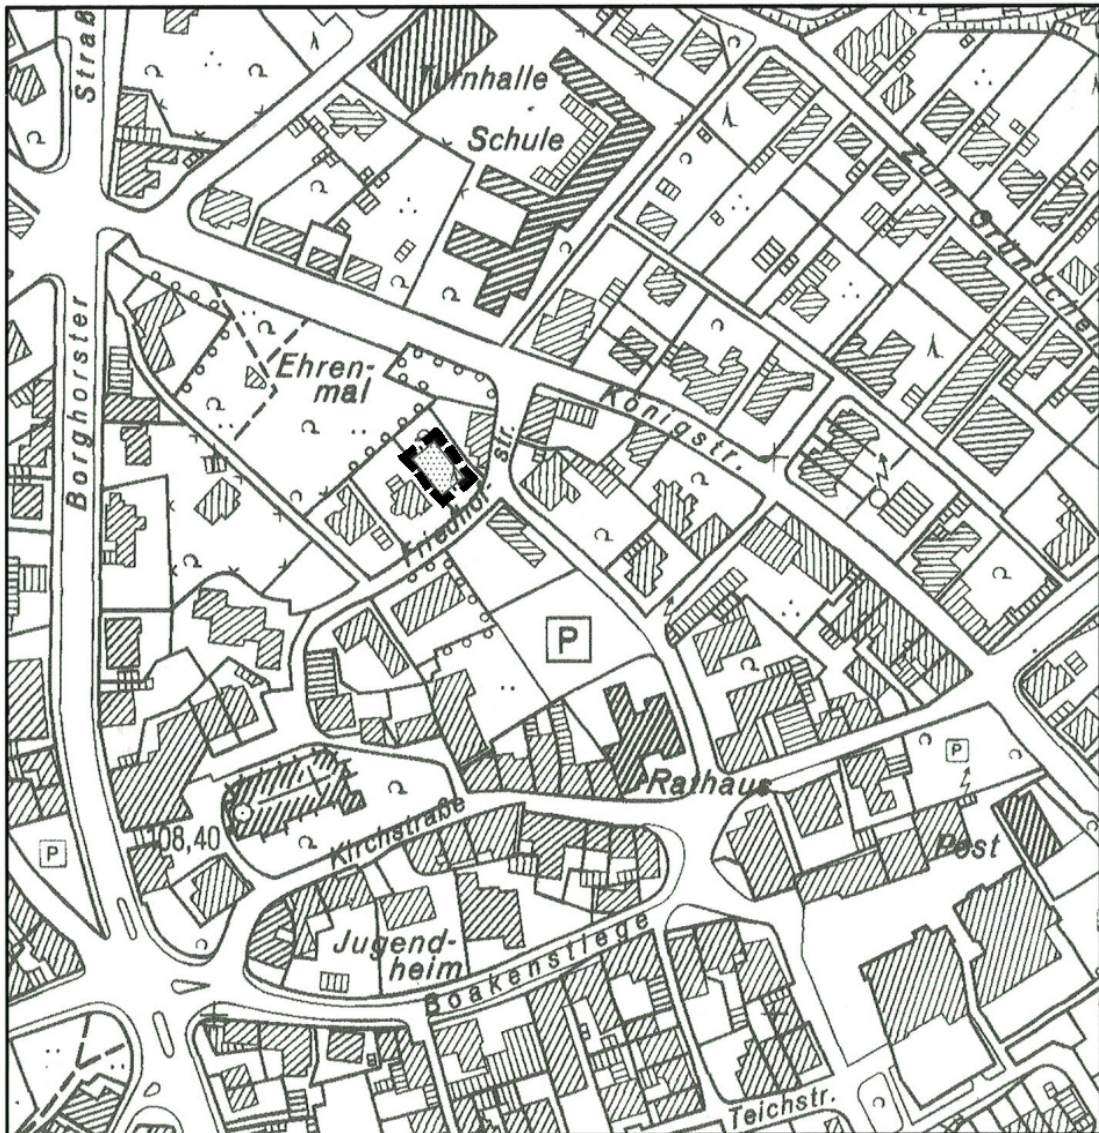 Straß
Turnhalle
Schule
Zum Grünen
Ehren-
mal
Borghorster
Königstr.
Friedhof-
str.
P
Rathaus
P
108,40
Kirchstraße
P
Post
Jugend-
heim
Boakenstiege
Teichstr.